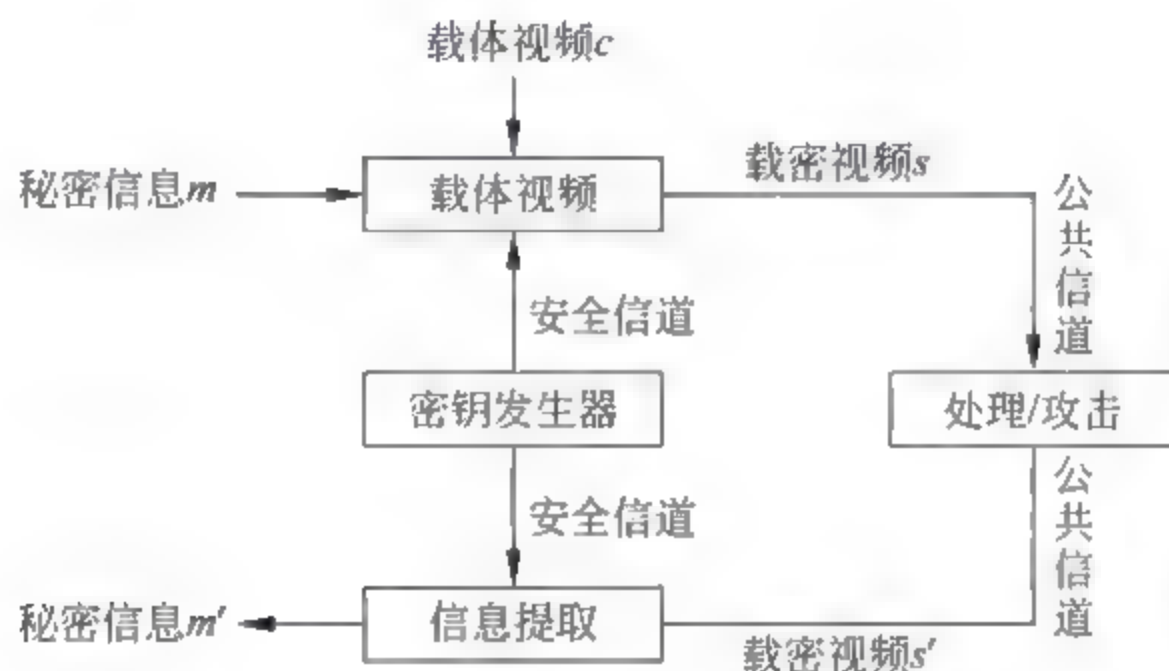 载体视频c
秘密信息m
载体视频
载密视频s
公共信道
安全信道
密钥发生器
处理/攻击
安全信道
公共信道
秘密信息m′
信息提取
载密视频s′